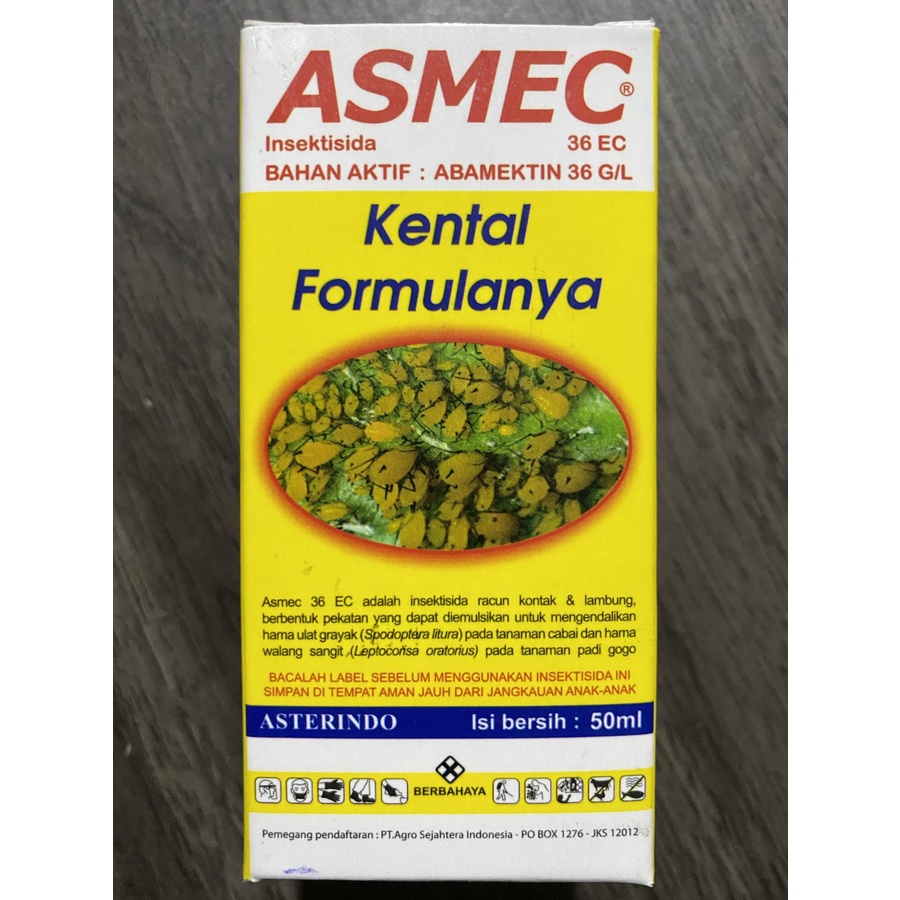 ASMEC®
Insektisida 36 EC
BAHAN AKTIF : ABAMEKTIN 36 G/L
Kental
Formulanya
Asmec 36 EC adalah insektisida racun kontak & lambung,
berbentuk pekatan yang dapat diemulsikan untuk mengendalikan
hama ulat grayak (Spodoptera litura) pada tanaman cabai dan hama
walang sangit (Leptocorisa oratorius) pada tanaman padi gogo
BACALAH LABEL SEBELUM MENGGUNAKAN INSEKTISIDA INI
SIMPAN DI TEMPAT AMAN JAUH DARI JANGKAUAN ANAK-ANAK
ASTERINDO Isi bersih : 50ml
BERBAHAYA
Pemegang pendaftaran : PT.Agro Sejahtera Indonesia - PO BOX 1276 - JKS 12012